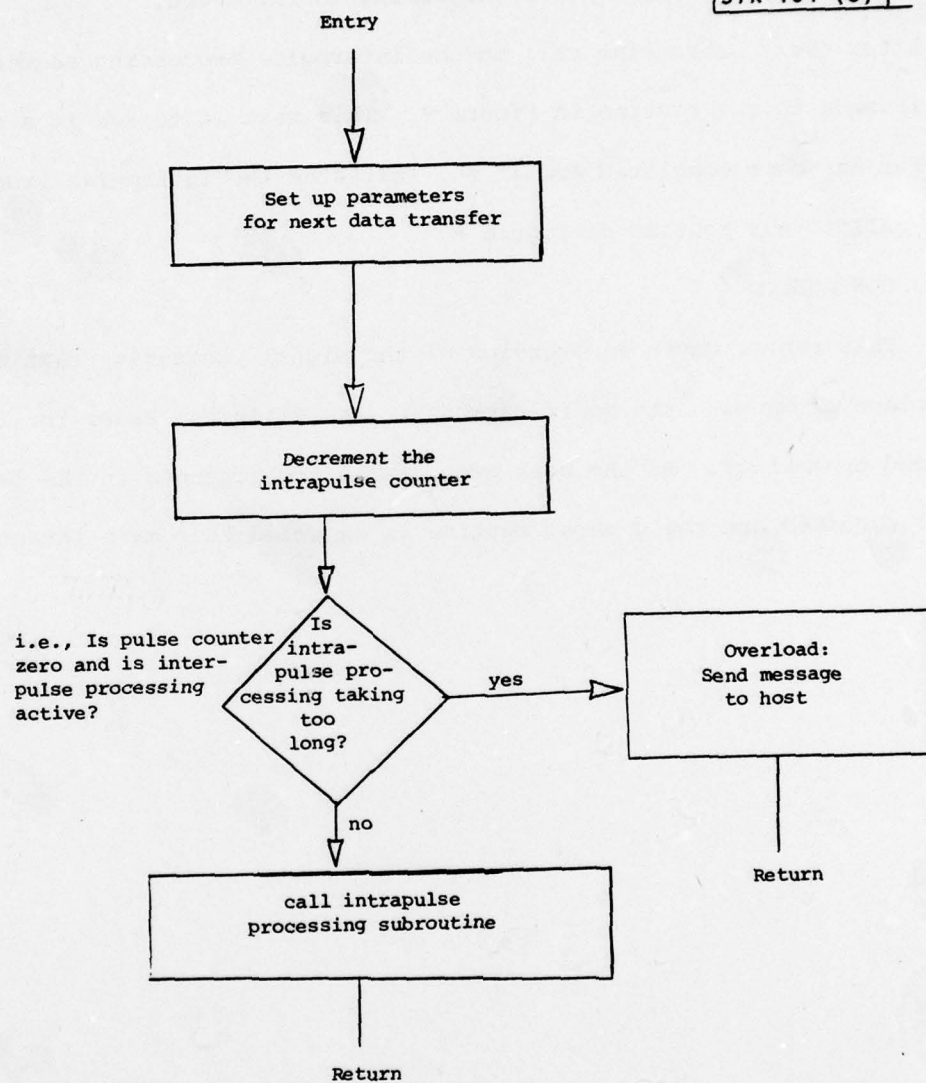 Entry
Set up parameters
for next data transfer
Decrement the
intrapulse counter
i.e., Is pulse counter
zero and is inter-
pulse processing
active?
Is
intra-
pulse pro-
cessing taking
too
long?
yes
Overload:
Send message
to host
no
Return
call intrapulse
processing subroutine
Return